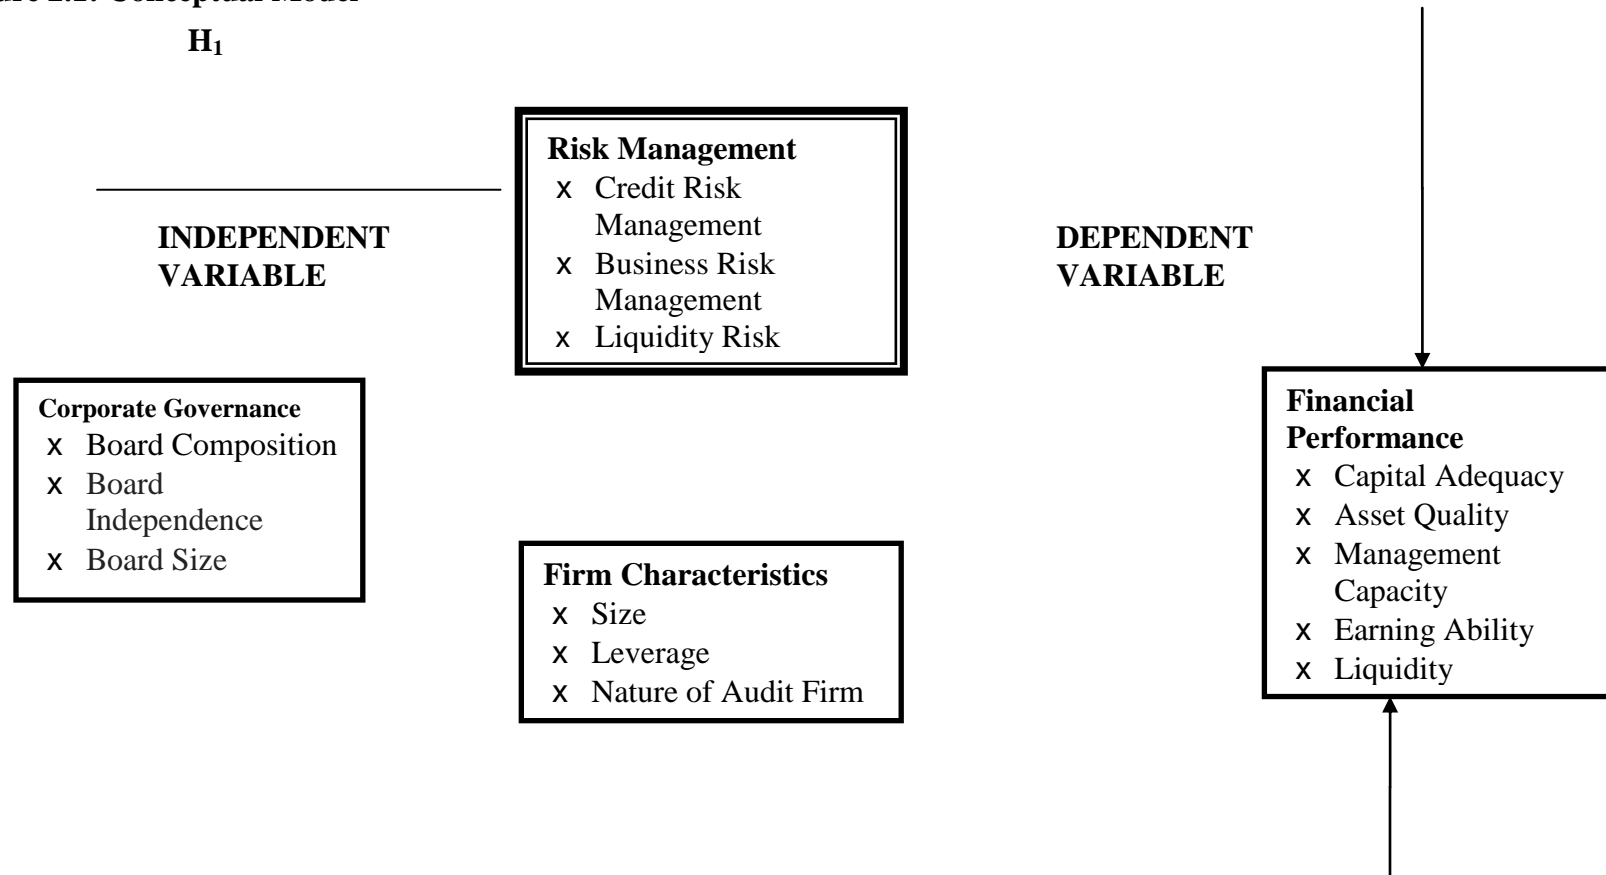 Conceptual Model
H1
Risk Management
x Credit Risk
Management
x Business Risk
Management
x Liquidity Risk
INDEPENDENT
VARIABLE
DEPENDENT
VARIABLE
Corporate Governance
x Board Composition
x Board
Independence
x Board Size
Firm Characteristics
x Size
x Leverage
x Nature of Audit Firm
Financial
Performance
x Capital Adequacy
x Asset Quality
x Management
Capacity
x Earning Ability
x Liquidity